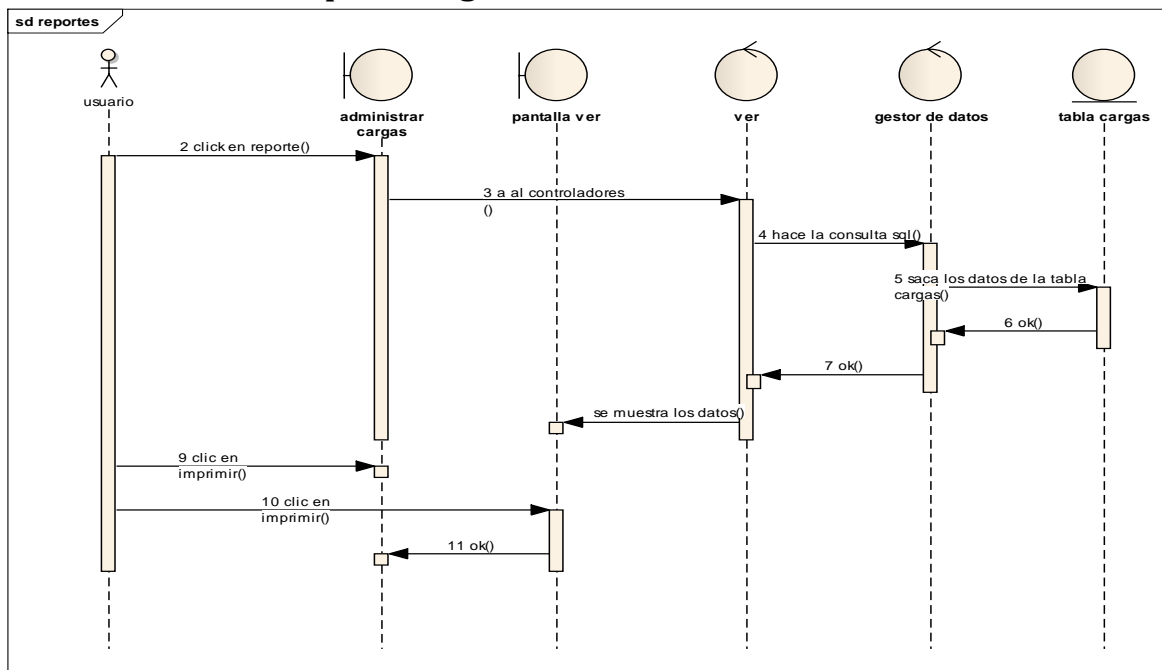 sd reportes
usuario
administrar
cargas
pantalla ver
ver
gestor de datos
tabla cargas
2 click en reporte()
3 a al controladores
()
4 hace la consulta sql()
5 saca los datos de la tabla
cargas()
6 ok()
7 ok()
se muestra los datos()
9 clic en
imprimir()
10 clic en
imprimir()
11 ok()